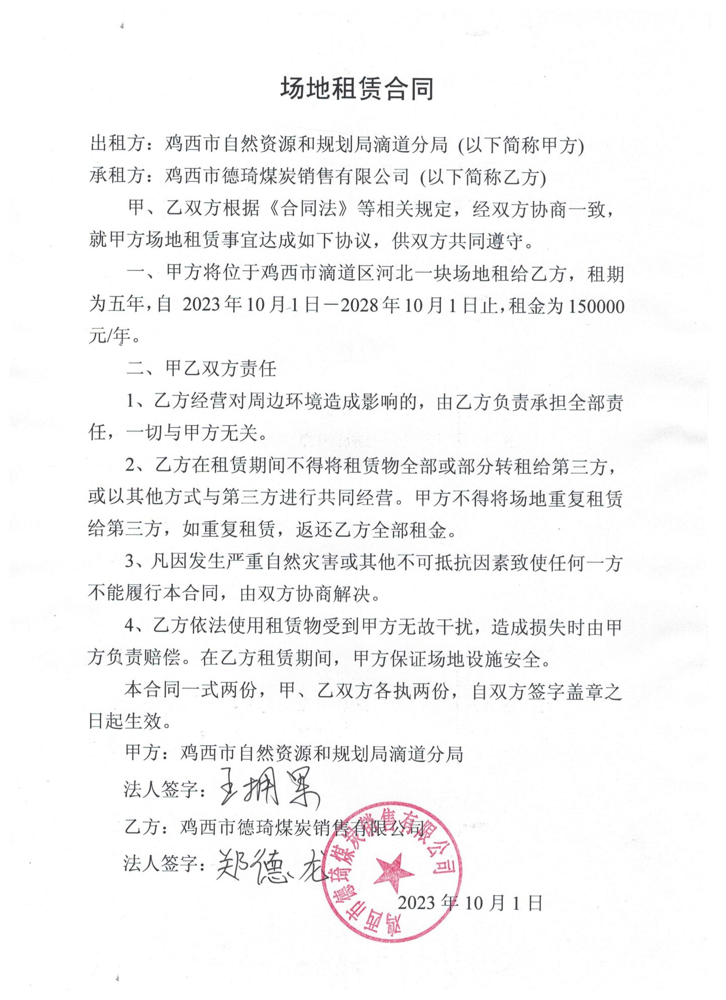 场地租赁合同
出租方：鸡西市自然资源和规划局滴道分局 (以下简称甲方)
承租方：鸡西市德琦煤炭销售有限公司 (以下简称乙方)
甲、乙双方根据《合同法》等相关规定，经双方协商一致，
就甲方场地租赁事宜达成如下协议，供双方共同遵守。
一、甲方将位于鸡西市滴道区河北一块场地租给乙方，租期
为五年，自 2023年10月1日－2028年10月1日止，租金为150000
元/年。
二、甲乙双方责任
1、乙方经营对周边环境造成影响的，由乙方负责承担全部责
任，一切与甲方无关。
2、乙方在租赁期间不得将租赁物全部或部分转租给第三方，
或以其他方式与第三方进行共同经营。甲方不得将场地重复租赁
给第三方，如重复租赁，返还乙方全部租金。
3、凡因发生严重自然灾害或其他不可抵抗因素致使任何一方
不能履行本合同，由双方协商解决。
4、乙方依法使用租赁物受到甲方无故干扰，造成损失时由甲
方负责赔偿。在乙方租赁期间，甲方保证场地设施安全。
本合同一式两份，甲、乙双方各执两份，自双方签字盖章之
日起生效。
甲方：鸡西市自然资源和规划局滴道分局
法人签字：王拥军
乙方：鸡西市德琦煤炭销售有限公司
法人签字：郑德龙
鸡西市德琦煤炭销售有限公司
2023 年 10 月 1 日